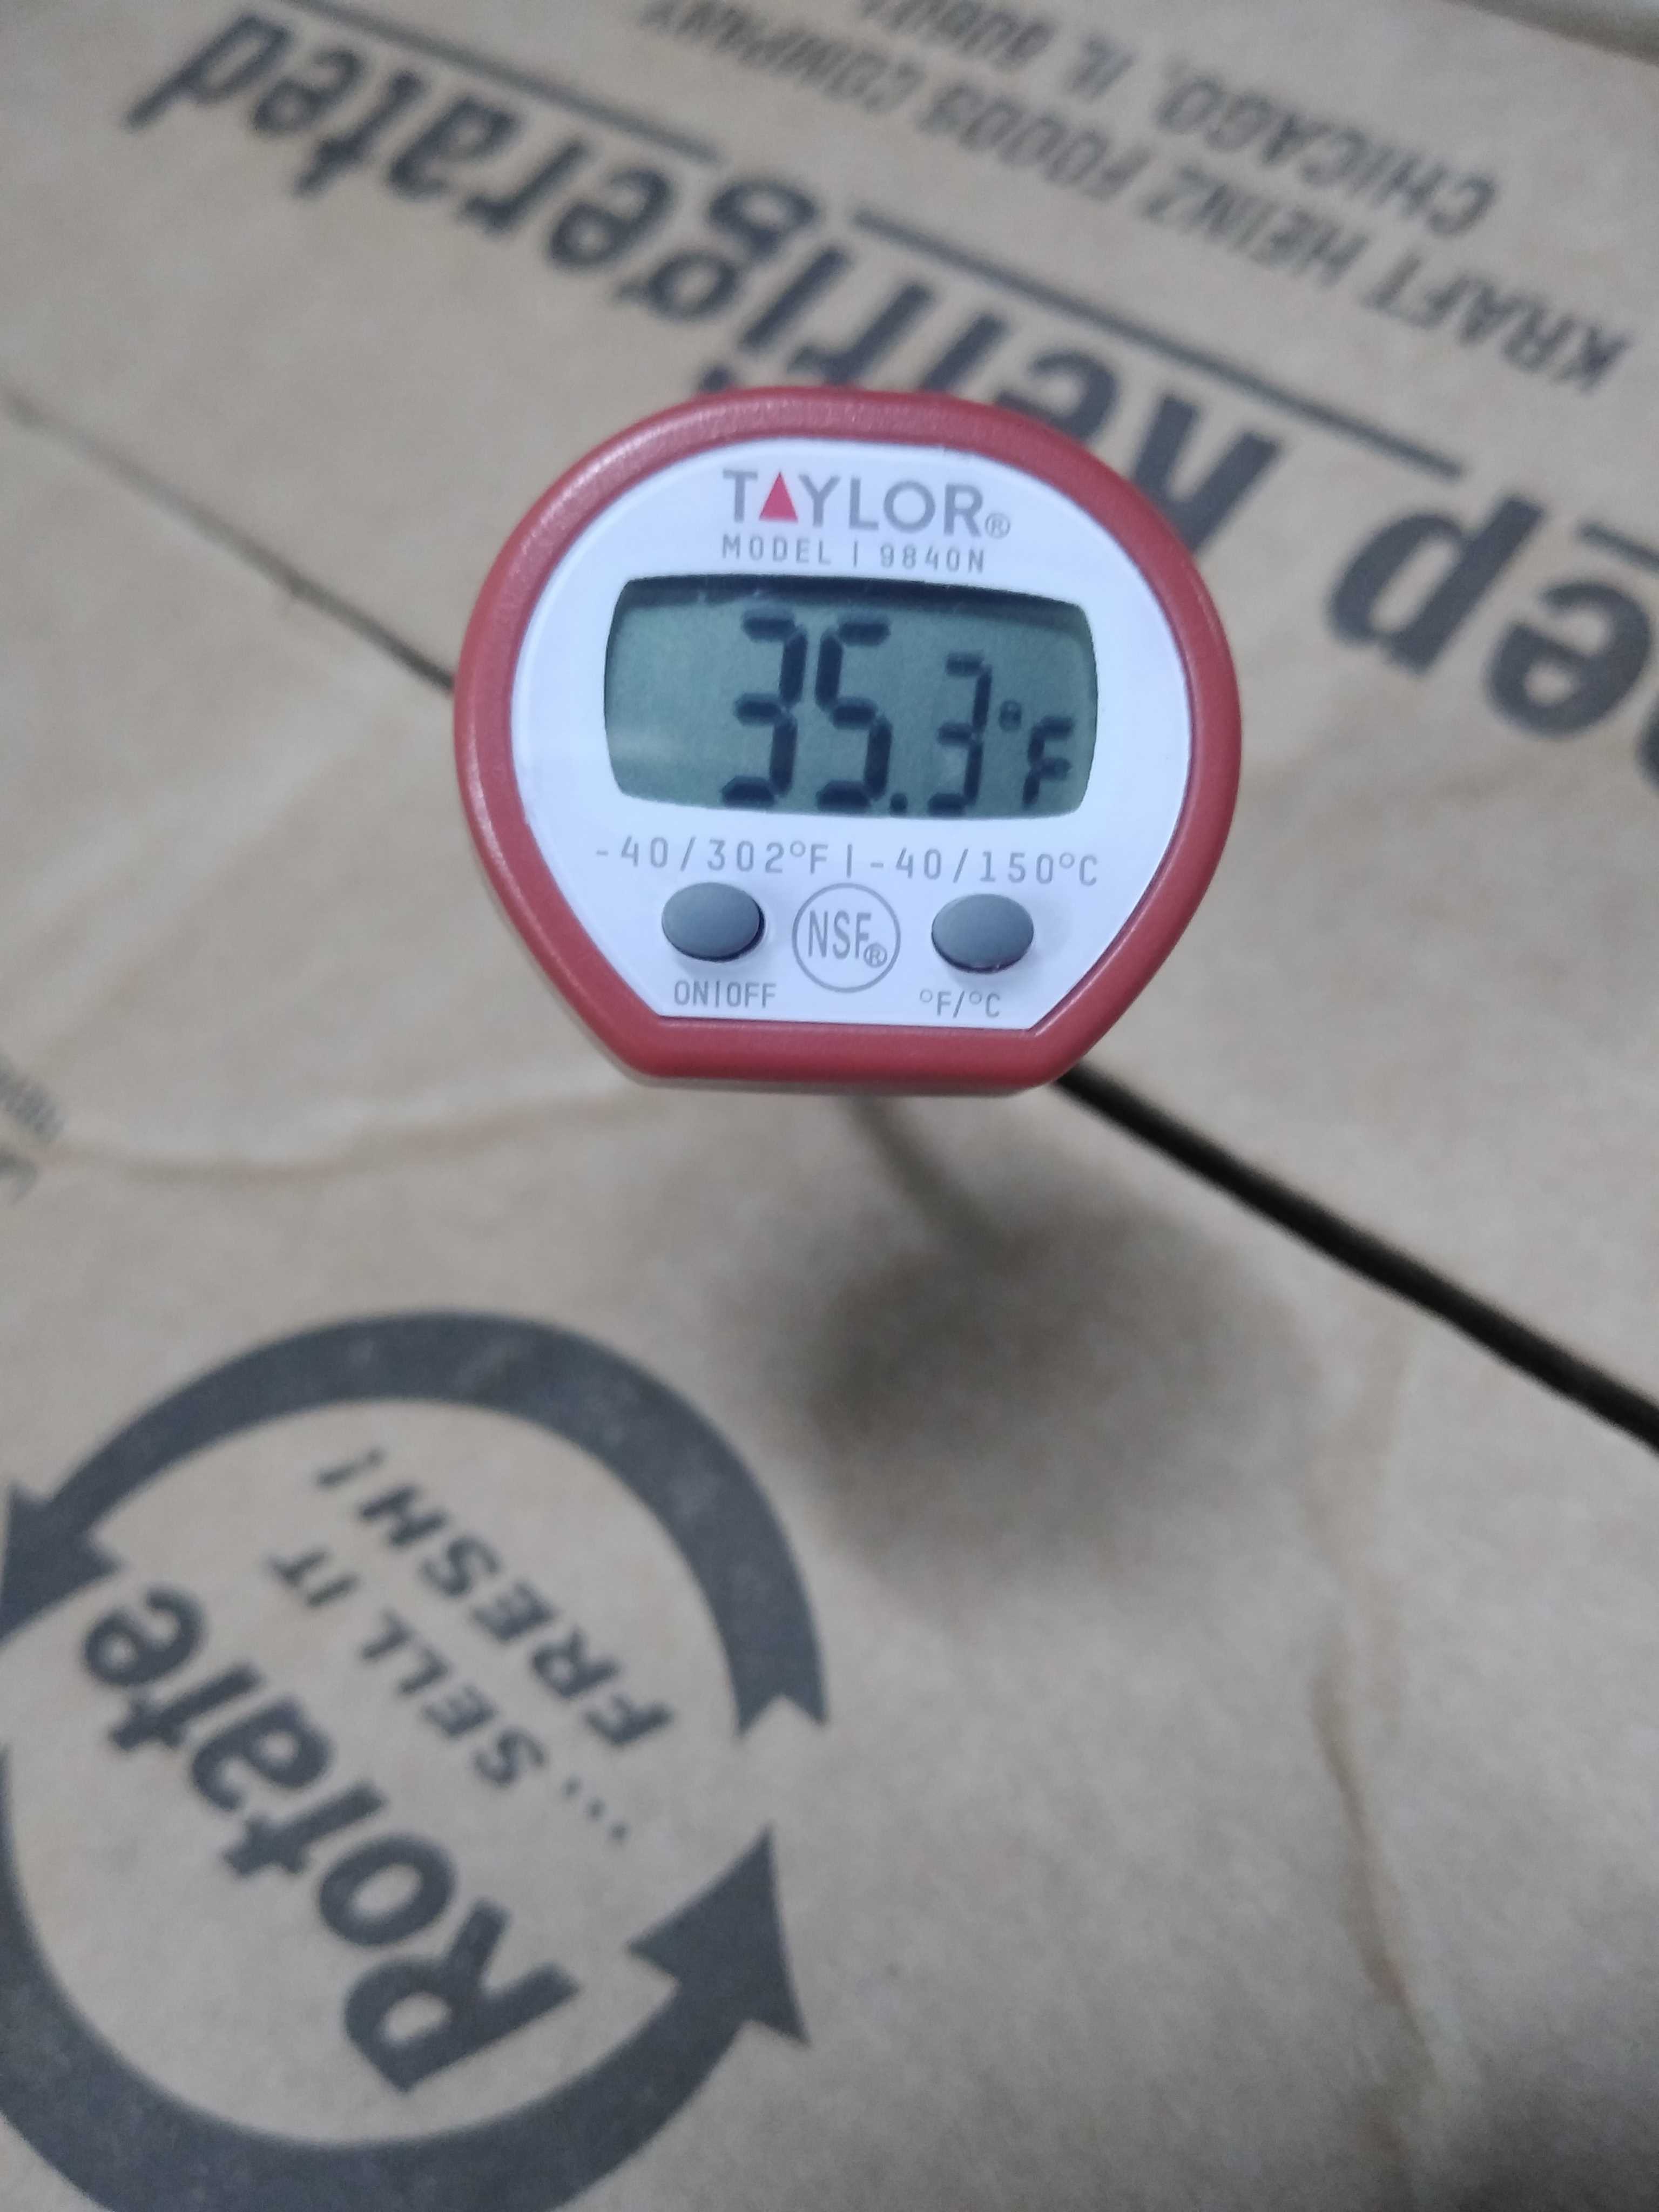 TAYLOR®
MODEL | 9840N
35.3°F
-40/302°F | -40/150°C
NSF®
ON|OFF
°F/°C
Refrigerated
KRAFT HEINZ FOODS COMPANY
CHICAGO, IL
Rotate
...SELL IT
FRESH!